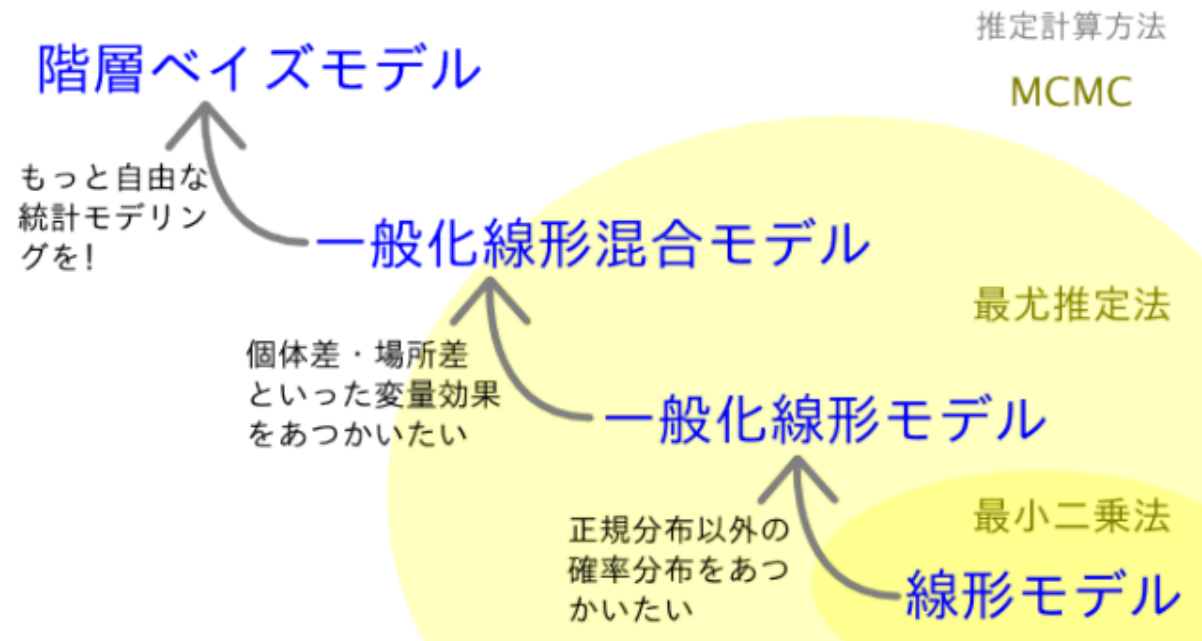 推定計算方法
階層ベイズモデル
MCMC
もっと自由な
統計モデリン
グを!
一般化線形混合モデル
最尤推定法
個体差・場所差
といった変量効果
をあつかいたい
一般化線形モデル
最小二乗法
正規分布以外の
確率分布をあつ
かいたい
線形モデル